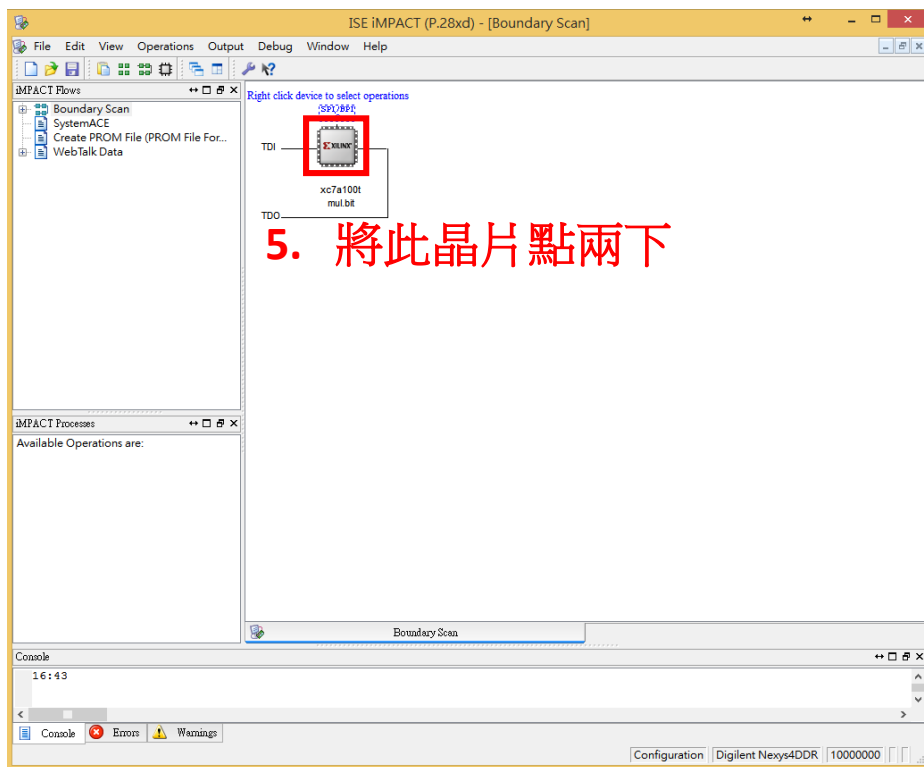 ISE iMPACT (P.28xd) - [Boundary Scan]
File Edit View Operations Output Debug Window Help
iMPACT Flows
Boundary Scan
SystemACE
Create PROM File (PROM File For...
WebTalk Data
Right click device to select operations
SPI/BPI
TDI
XILINX
xc7a100t
mul.bit
TDO
5. 將此晶片點兩下
iMPACT Processes
Available Operations are:
Boundary Scan
Console
16:43
Console Errors Warnings
Configuration Digilent Nexys4DDR 10000000